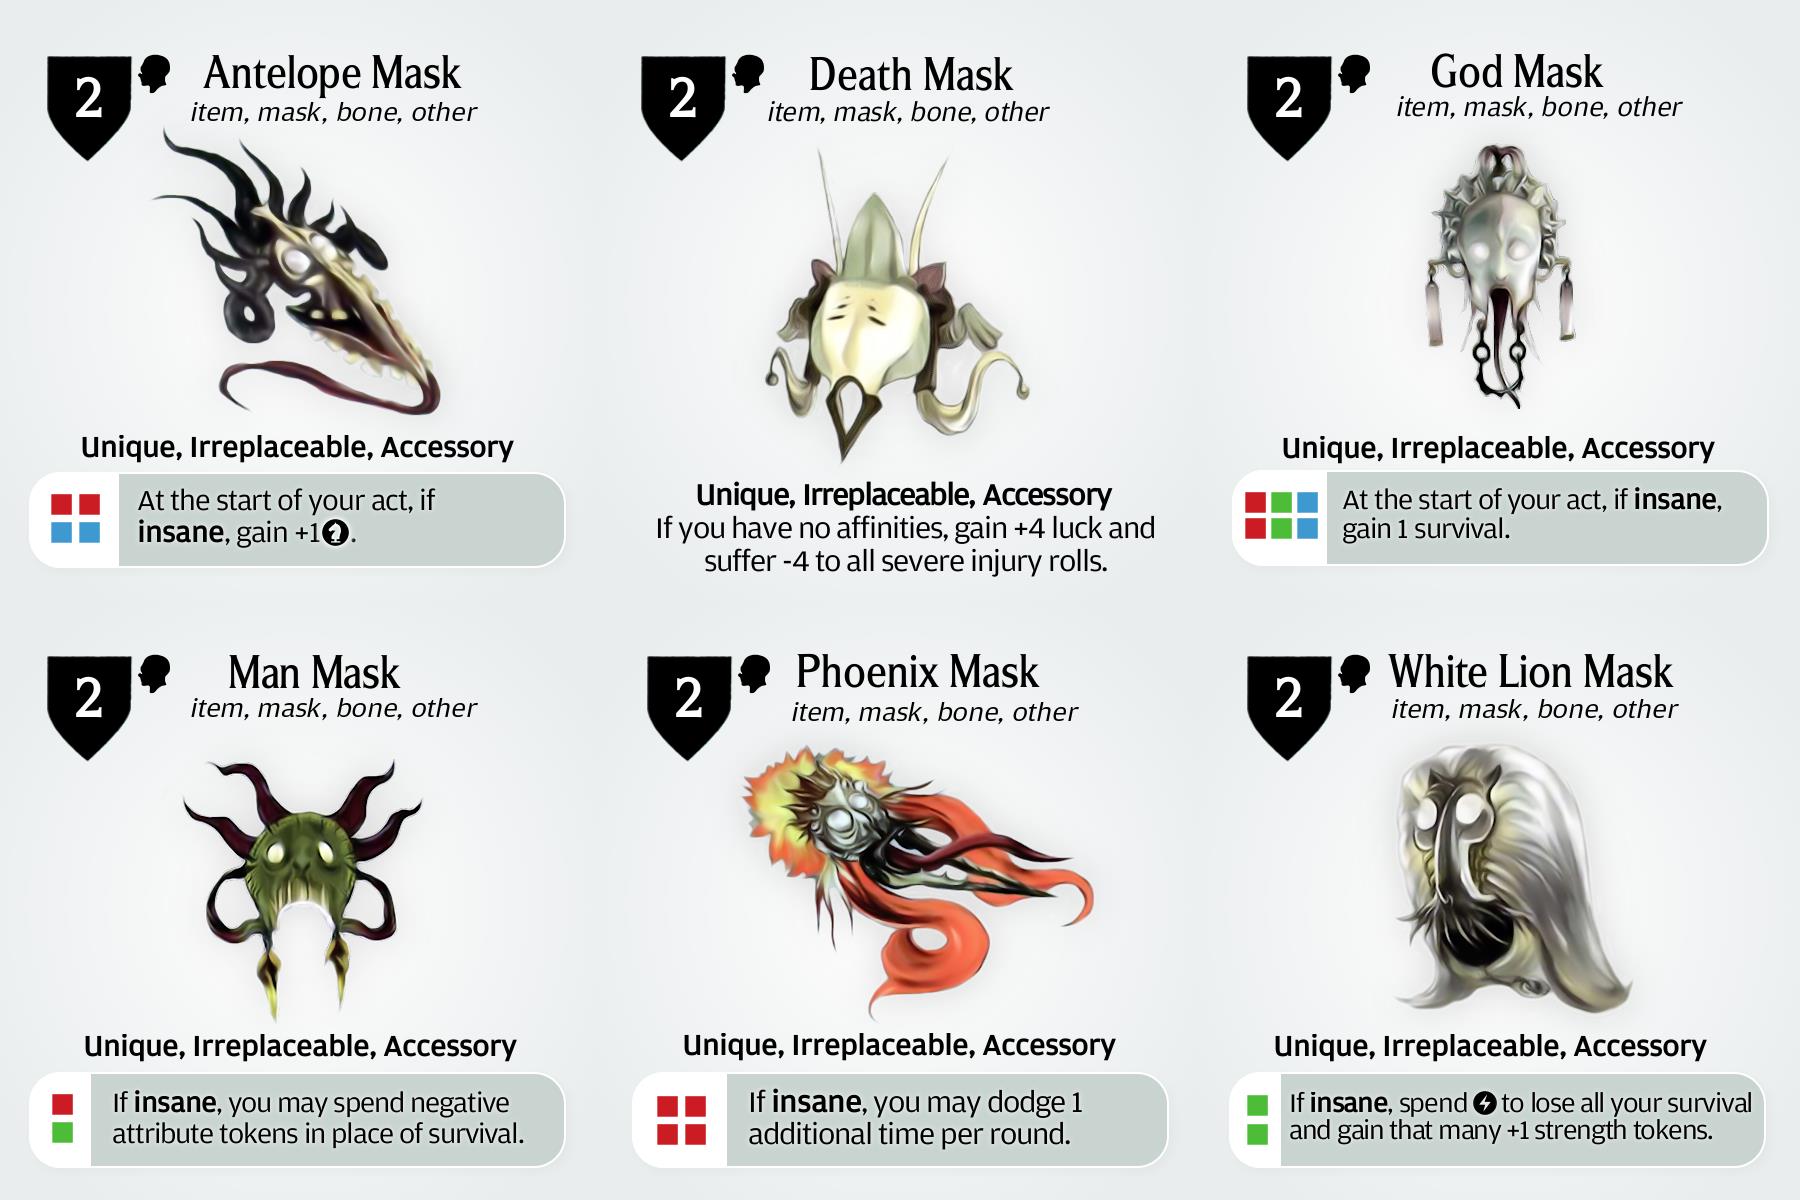 2
Antelope Mask
item, mask, bone, other
Unique, Irreplaceable, Accessory
At the start of your act, if
insane, gain +1.
2
Death Mask
item, mask, bone, other
Unique, Irreplaceable, Accessory
If you have no affinities, gain +4 luck and
suffer -4 to all severe injury rolls.
2
God Mask
item, mask, bone, other
Unique, Irreplaceable, Accessory
At the start of your act, if insane,
gain 1 survival.
2
Man Mask
item, mask, bone, other
Unique, Irreplaceable, Accessory
If insane, you may spend negative
attribute tokens in place of survival.
2
Phoenix Mask
item, mask, bone, other
Unique, Irreplaceable, Accessory
If insane, you may dodge 1
additional time per round.
2
White Lion Mask
item, mask, bone, other
Unique, Irreplaceable, Accessory
If insane, spend to lose all your survival
and gain that many +1 strength tokens.